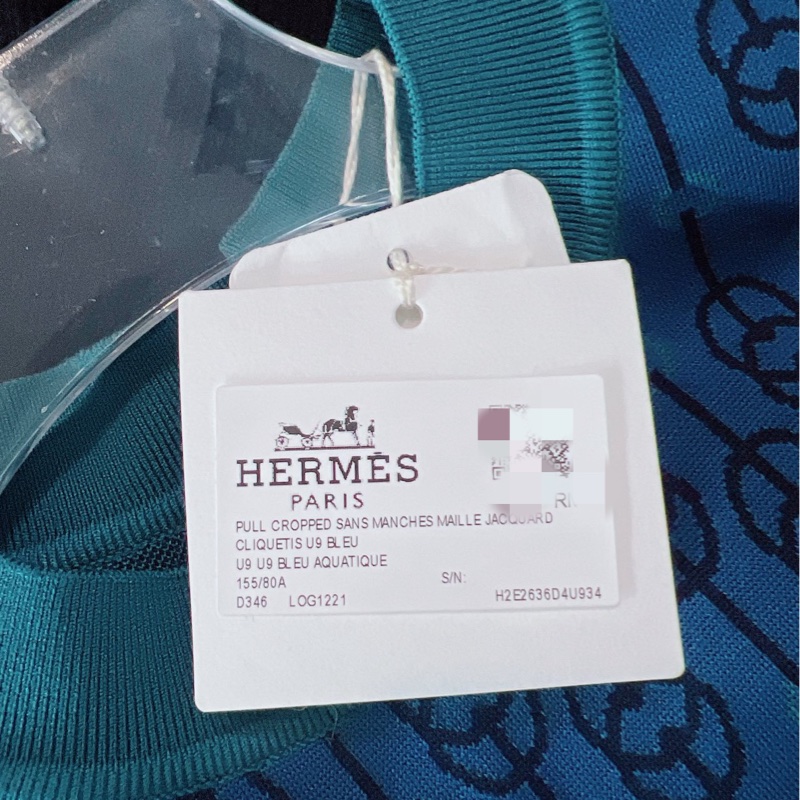 HERMÈS
PARIS
PULL CROPPED SANS MANCHES MAILLE JACQUARD
CLIQUETIS U9 BLEU
U9 U9 BLEU AQUATIQUE
155/80A
S/N:
D346 LOG1221
H2E2636D4U934